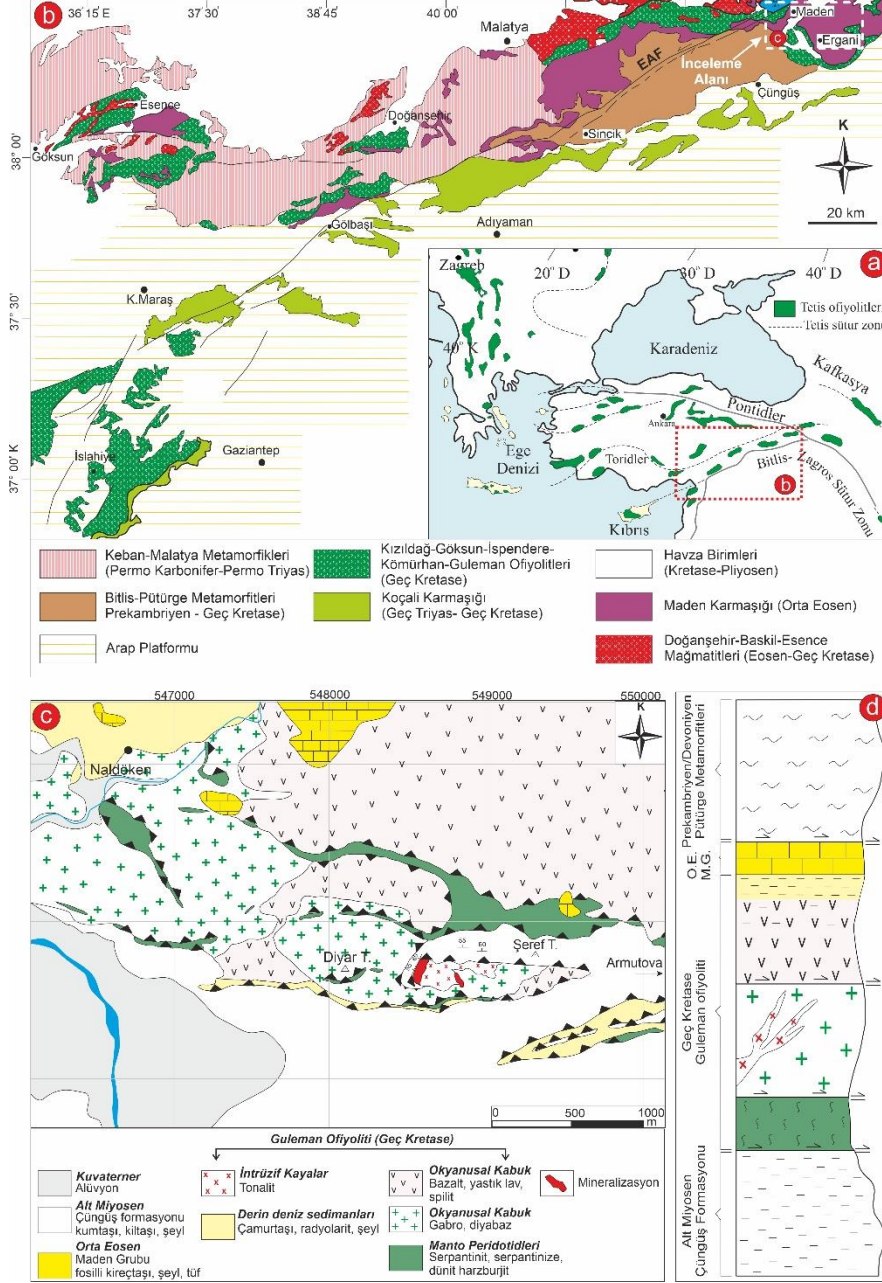 b
36°15 E
37 30
38 45
40 00
Malatya
Maden
c
Ergani
EAF
İnceleme
Alanı
Çüngüş
Esence
Doğanşehir
Sincik
Göksun
38° 00'
K
Gölbaşı
Adıyaman
20 km
K.Maraş
37° 30'
İslahiye
Gaziantep
37° 00' K
a
Zagreb
20° D
30° D
40° D
Tetis ofiyolitleri
Tetis sütur zonu
40° K
Karadeniz
Kafkasya
Pontidler
Ankara
Ege
Denizi
Toridler
Bitlis- Zagros Sütur Zonu
b
Kıbrıs
Keban-Malatya Metamorfikleri
(Permo Karbonifer-Permo Triyas)
Kızıldağ-Göksun-İspendere-
Kömürhan-Guleman Ofiyolitleri
(Geç Kretase)
Havza Birimleri
(Kretase-Pliyosen)
Bitlis-Pütürge Metamorfitleri
Prekambriyen - Geç Kretase)
Koçali Karmaşığı
(Geç Triyas- Geç Kretase)
Maden Karmaşığı (Orta Eosen)
Arap Platformu
Doğanşehir-Baskil-Esence
Mağmatitleri (Eosen-Geç Kretase)
547000
548000
549000
550000
c
K
Naldöken
Diyar T.
Şeref T.
Armutova
0
500
1000
m
Guleman Ofiyoliti (Geç Kretase)
Kuvaterner
Alüvyon
İntrüzif Kayalar
Tonalit
Okyanusal Kabuk
Bazalt, yastık lav,
spilit
Mineralizasyon
Alt Miyosen
Çüngüş formasyonu
kumtaşı, kiltaşı, şeyl
Derin deniz sedimanları
Çamurtaşı, radyolarit, şeyl
Okyanusal Kabuk
Gabro, diyabaz
Orta Eosen
Maden Grubu
fosilli kireçtaşı, şeyl, tüf
Manto Peridotidleri
Serpantinit, serpantinize,
dünit harzburjit
d
Prekambriyen/Devoniyen
Pütürge Metamorfitleri
O.E.
M.G.
Geç Kretase
Guleman ofiyoliti
Alt Miyosen
Çüngüş Formasyonu